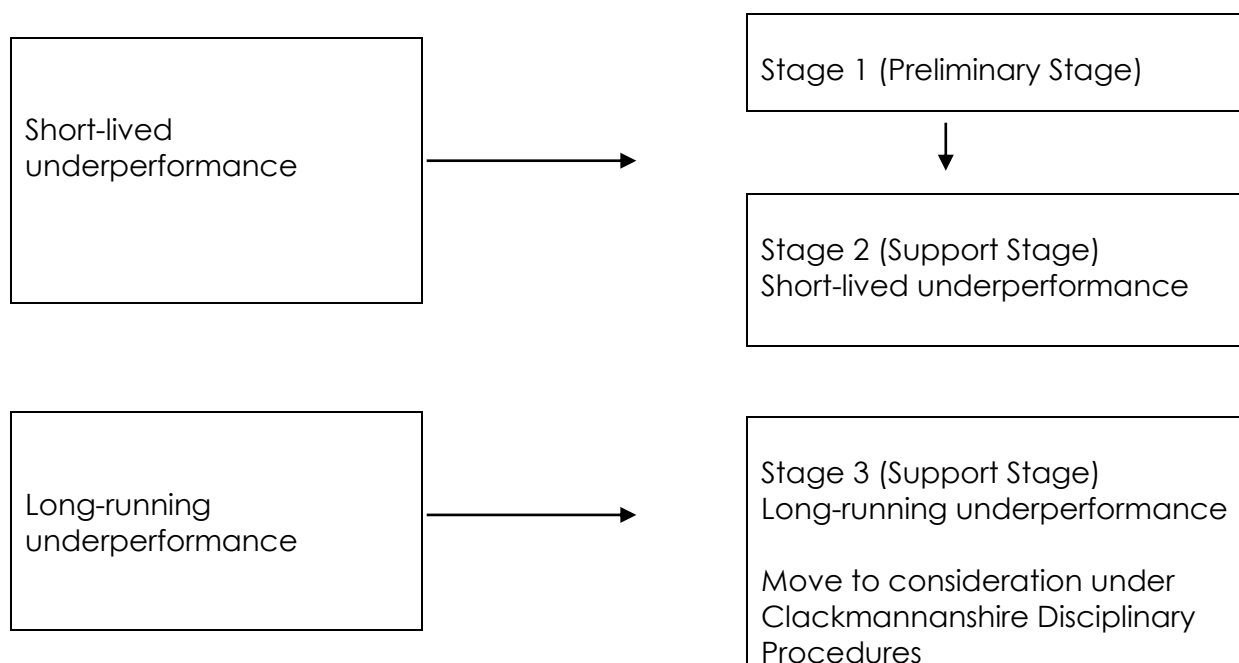 Short-lived
underperformance
Stage 1 (Preliminary Stage)
Stage 2 (Support Stage)
Short-lived underperformance
Long-running
underperformance
Stage 3 (Support Stage)
Long-running underperformance
Move to consideration under
Clackmannanshire Disciplinary
Procedures